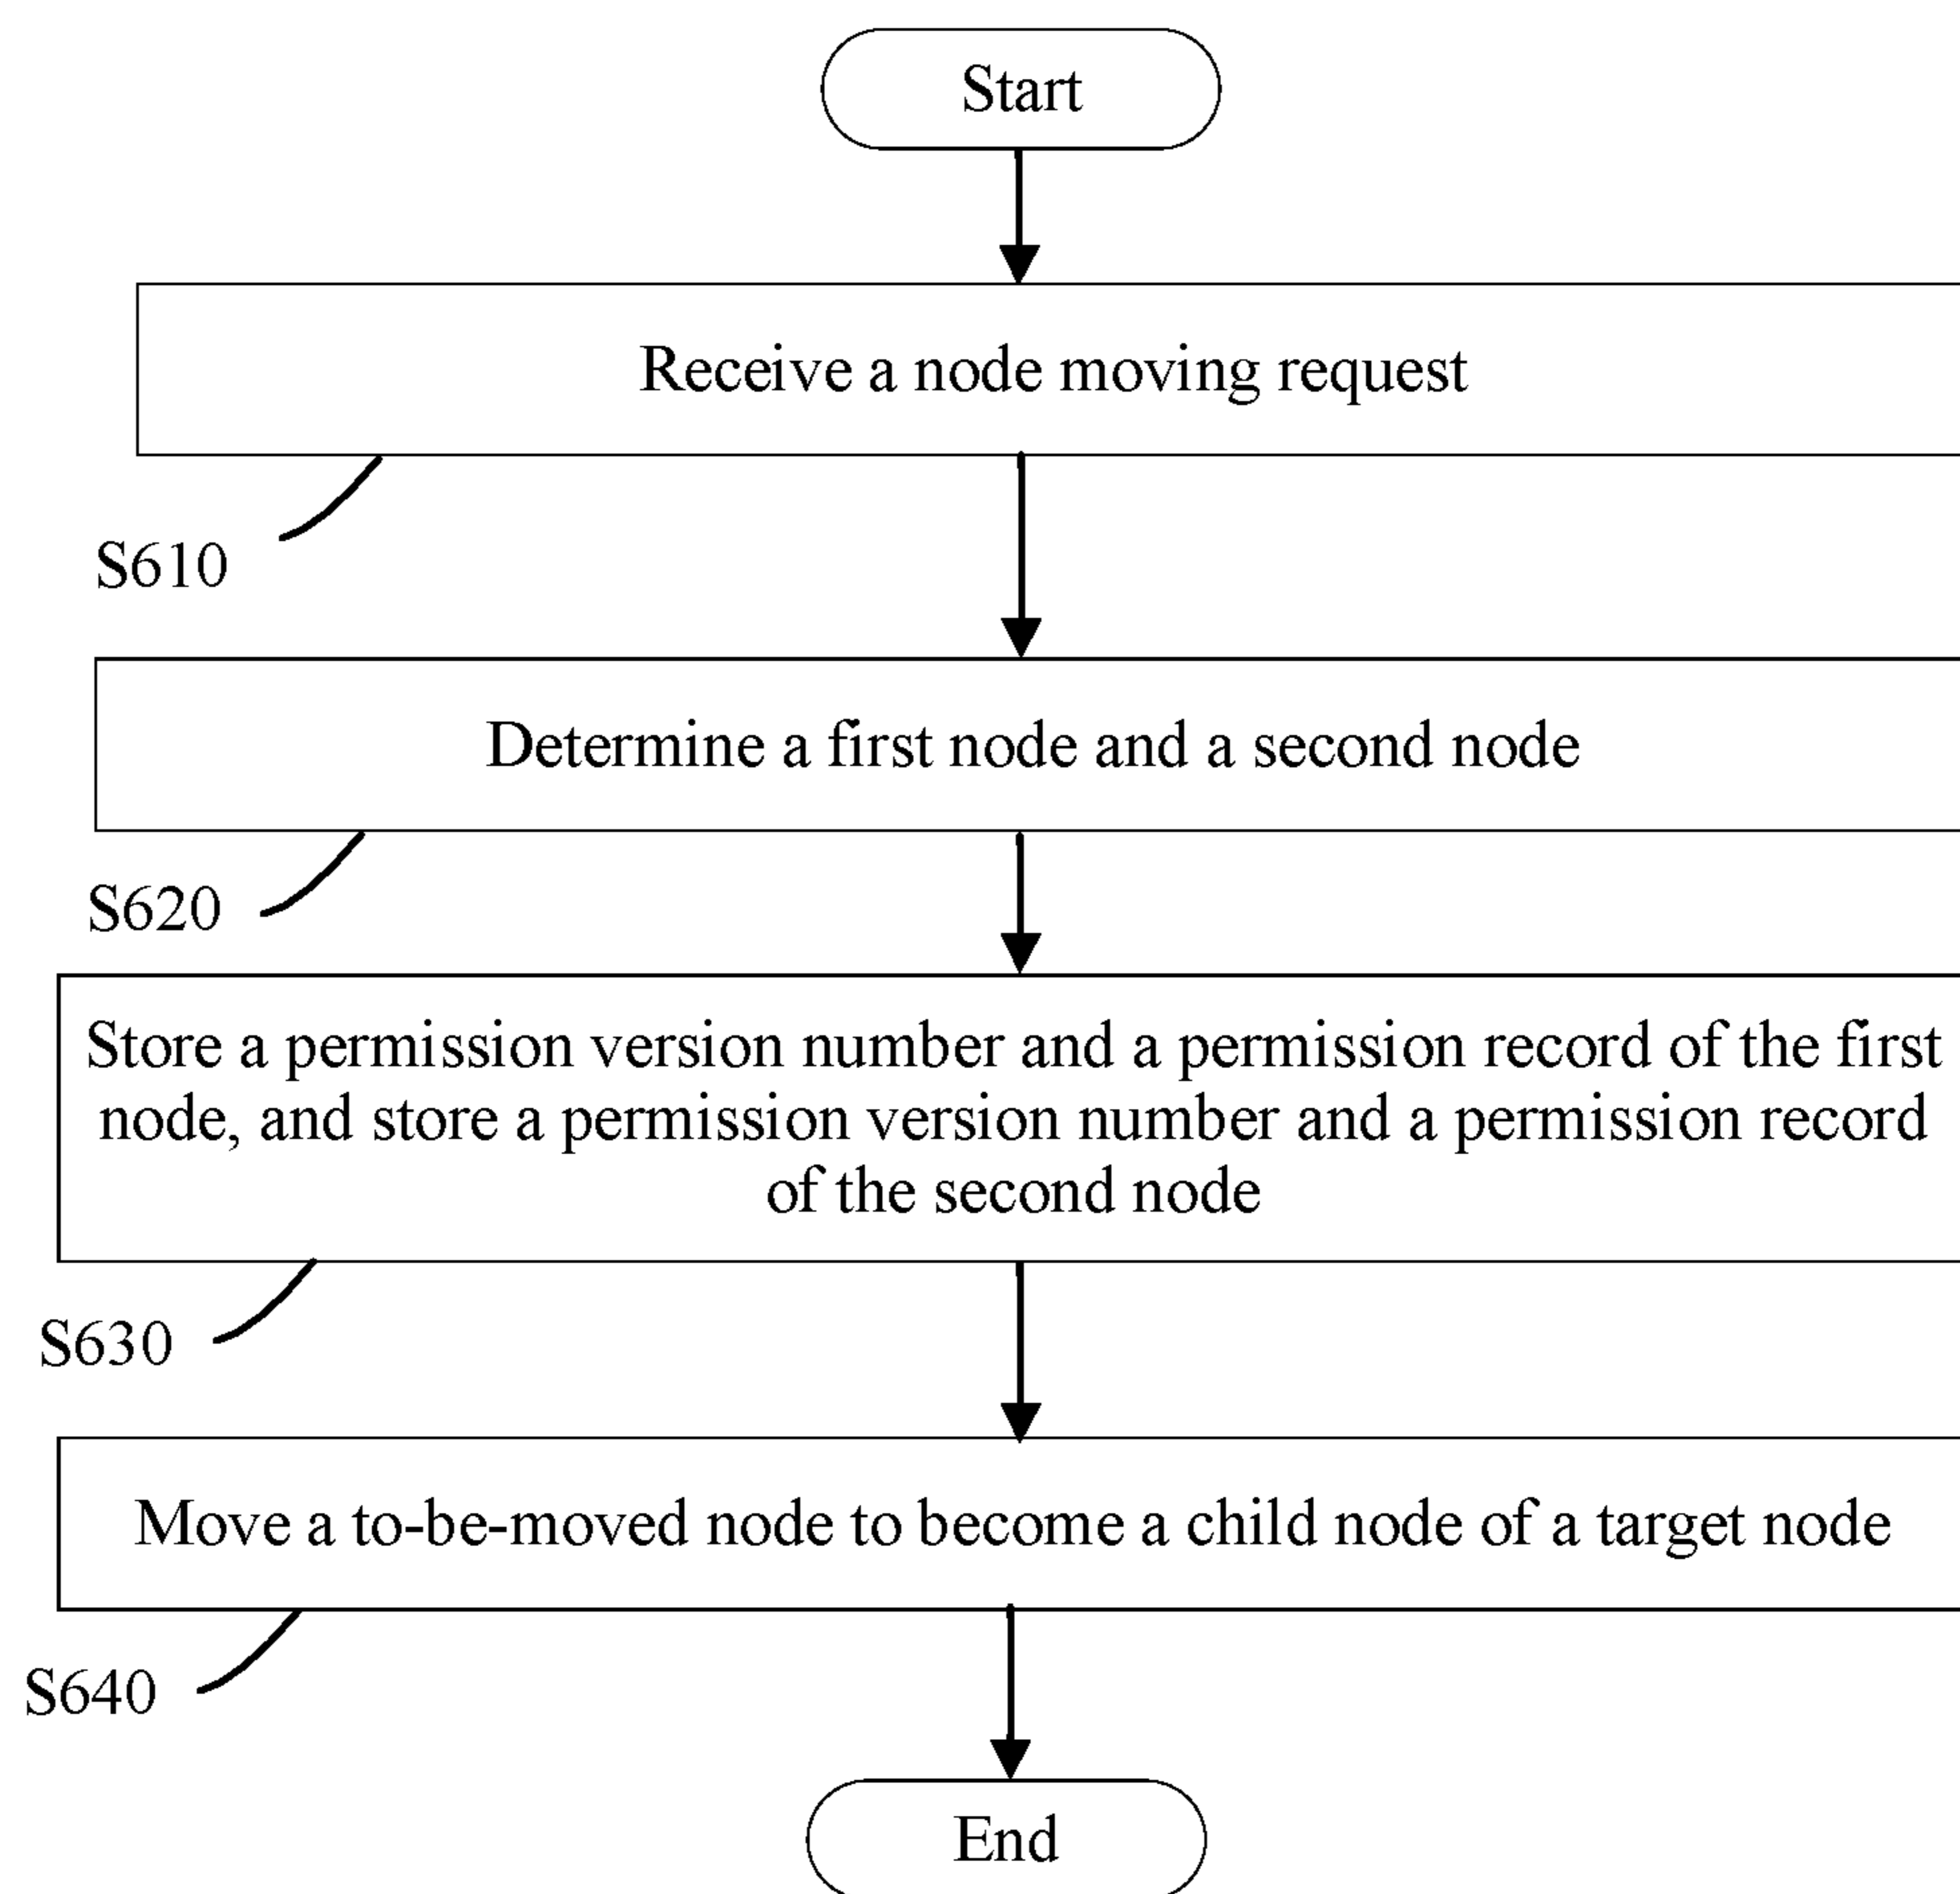 Start
Receive a node moving request
S610
Determine a first node and a second node
S620
Store a permission version number and a permission record of the first
node, and store a permission version number and a permission record
of the second node
S630
Move a to-be-moved node to become a child node of a target node
S640
End